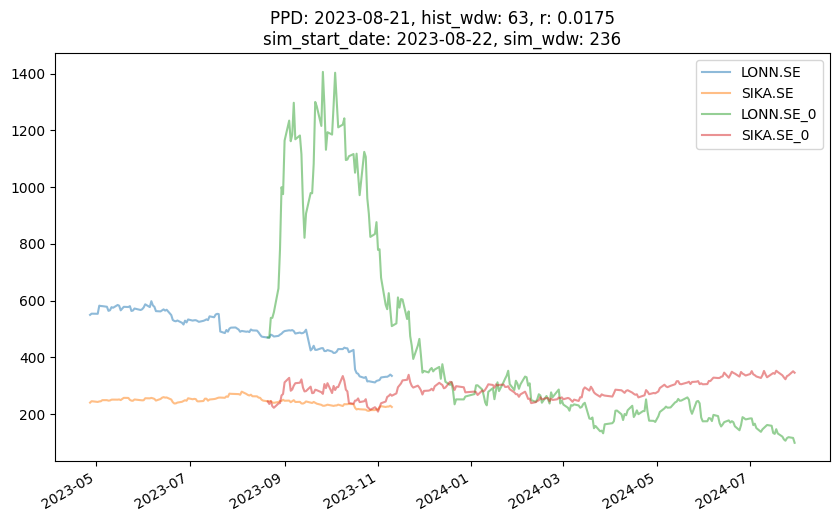 PPD: 2023-08-21, hist_wdw: 63, r: 0.0175
sim_start_date: 2023-08-22, sim_wdw: 236
LONN.SE
SIKA.SE
LONN.SE_0
SIKA.SE_0
1400
1200
1000
800
600
400
200
2023-05
2023-07
2023-09
2023-11
2024-01
2024-03
2024-05
2024-07